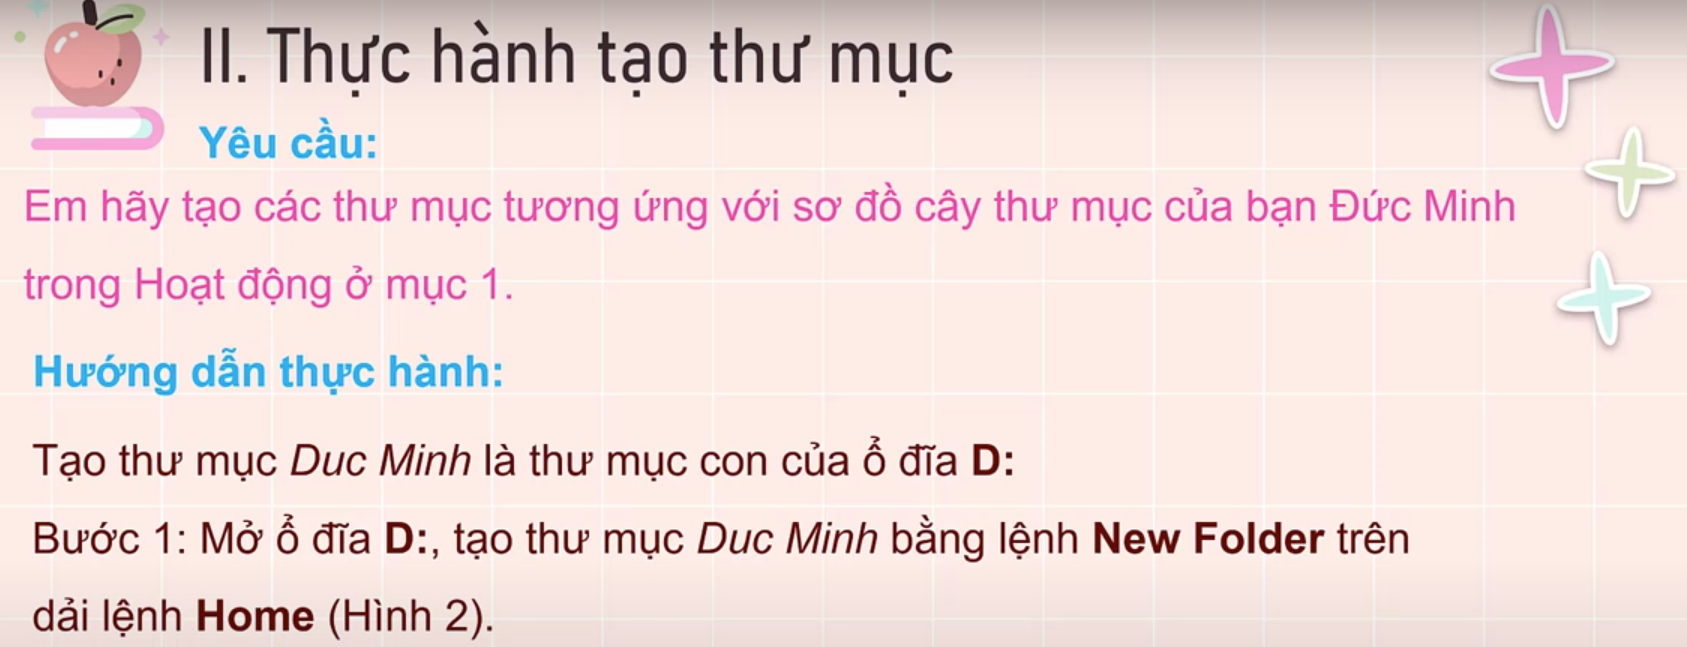 II. Thực hành tạo thư mục
Yêu cầu:
Em hãy tạo các thư mục tương ứng với sơ đồ cây thư mục của bạn Đức Minh
trong Hoạt động ở mục 1.
Hướng dẫn thực hành:
Tạo thư mục Duc Minh là thư mục con của ổ đĩa D:
Bước 1: Mở ổ đĩa D:, tạo thư mục Duc Minh bằng lệnh New Folder trên
dải lệnh Home (Hình 2).